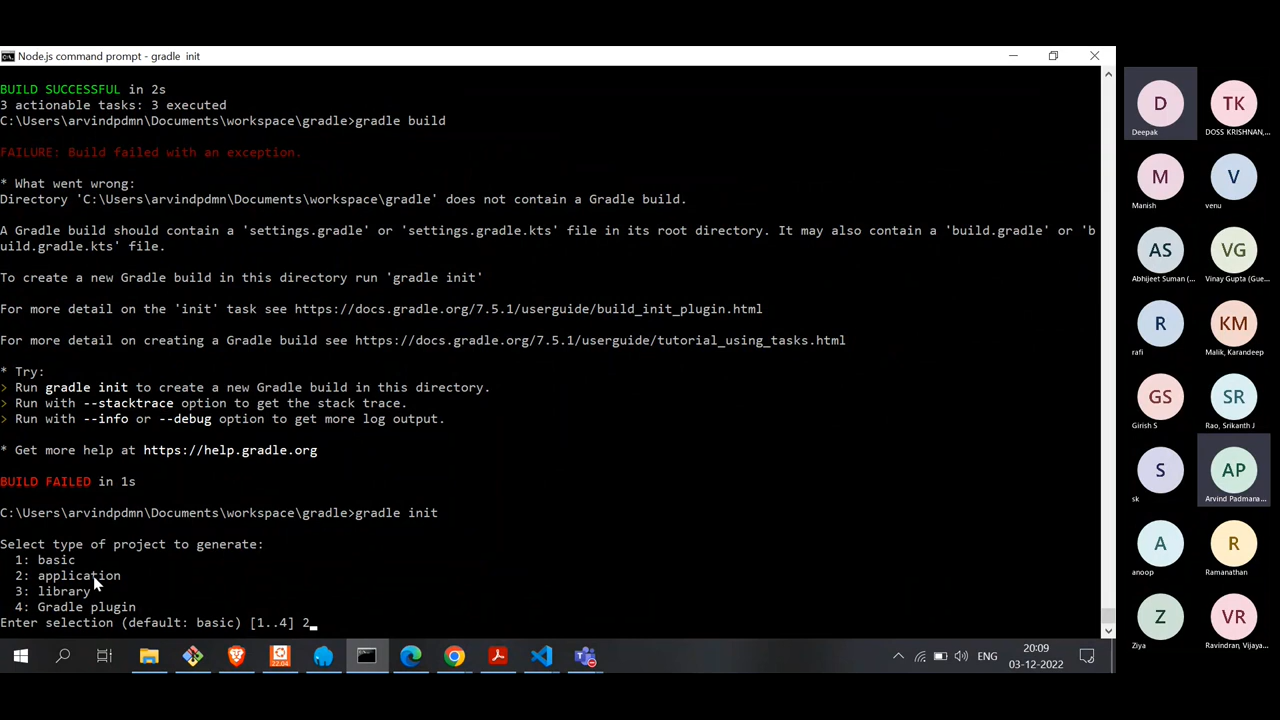 Node.js command prompt - gradle init
BUILD SUCCESSFUL in 2s
3 actionable tasks: 3 executed
C:\Users\arvindpdmn\Documents\workspace\gradle>gradle build
FAILURE: Build failed with an exception.
* What went wrong:
Directory 'C:\Users\arvindpdmn\Documents\workspace\gradle' does not contain a Gradle build.
A Gradle build should contain a 'settings.gradle' or 'settings.gradle.kts' file in its root directory. It may also contain a 'build.gradle' or 'b
uild.gradle.kts' file.
To create a new Gradle build in this directory run 'gradle init'
For more detail on the 'init' task see https://docs.gradle.org/7.5.1/userguide/build_init_plugin.html
For more detail on creating a Gradle build see https://docs.gradle.org/7.5.1/userguide/tutorial_using_tasks.html
* Try:
> Run gradle init to create a new Gradle build in this directory.
> Run with --stacktrace option to get the stack trace.
> Run with --info or --debug option to get more log output.
* Get more help at https://help.gradle.org
BUILD FAILED in 1s
C:\Users\arvindpdmn\Documents\workspace\gradle>gradle init
Select type of project to generate:
1: basic
2: application
3: library
4: Gradle plugin
Enter selection (default: basic) [1..4] 2
D
Deepak
TK
DOSS KRISHNAN,...
M
Manish
V
venu
AS
Abhijeet Suman (...
VG
Vinay Gupta (Gue...
R
rafi
KM
Malik, Karandeep
GS
Girish S
SR
Rao, Srikanth J
S
sk
AP
Arvind Padmana...
A
anoop
R
Ramanathan
Z
Ziya
VR
Ravindran, Vijaya...
22:04
ENG
20:09
03-12-2022